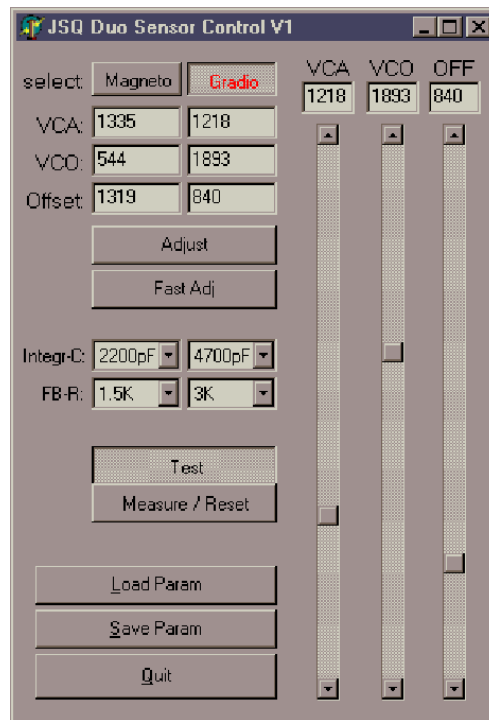 JSQ Duo Sensor Control V1
select: Magneto Gradio
VCA: 1335 1218
VCO: 544 1893
Offset: 1319 840
Adjust
Fast Adj
Integr-C: 2200pF 4700pF
FB-R: 1.5K 3K
Test
Measure / Reset
Load Param
Save Param
Quit
VCA VCO OFF
1218 1893 840